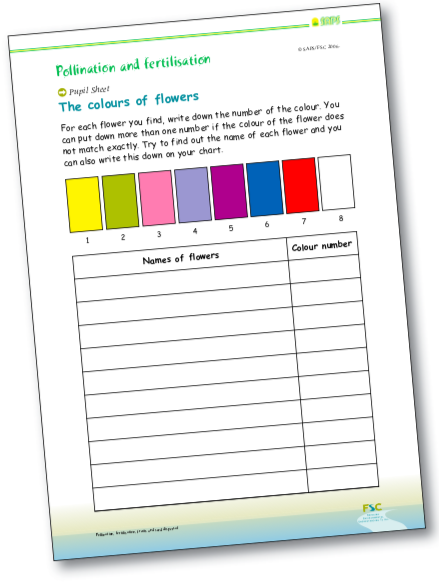 SAPS
© SAPS/FSC 2006
Pollination and fertilisation
Pupil Sheet
The colours of flowers
For each flower you find, write down the number of the colour. You
can put down more than one number if the colour of the flower does
not match exactly. Try to find out the name of each flower and you
can also write this down on your chart.
1 2 3 4 5 6 7 8
Names of flowers Colour number
FSC